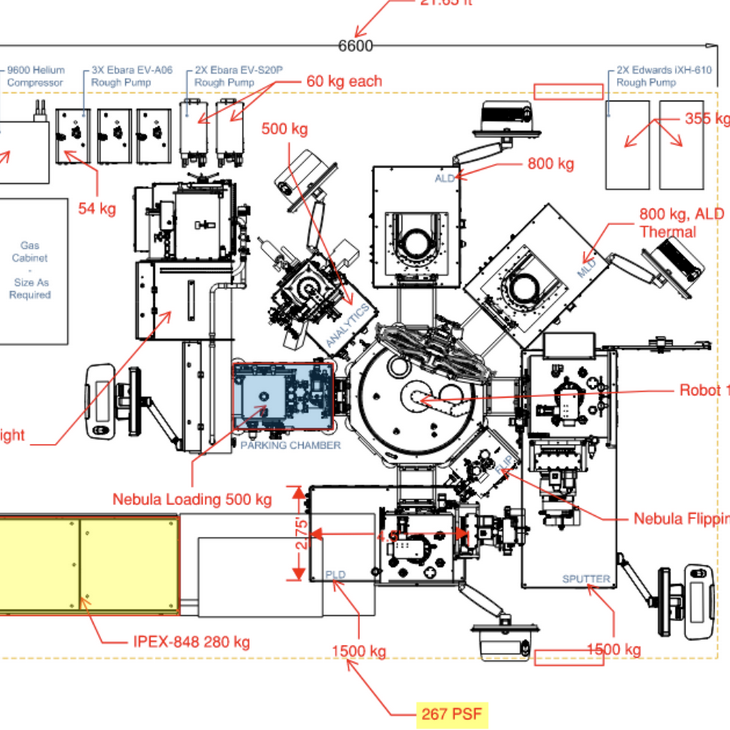 21.65 ft
6600
9600 Helium
Compressor
3X Ebara EV-A06
Rough Pump
2X Ebara EV-S20P
Rough Pump
60 kg each
2X Edwards iXH-610
Rough Pump
355 kg
500 kg
ALD
800 kg
54 kg
800 kg, ALD
Thermal
Gas
Cabinet
-
Size As
Required
MLD
ANALYTICS
Robot 1
ight
PARKING CHAMBER
FLIP
Nebula Loading 500 kg
Nebula Flippin
2.75'
PLD
SPUTTER
IPEX-848 280 kg
1500 kg
1500 kg
267 PSF